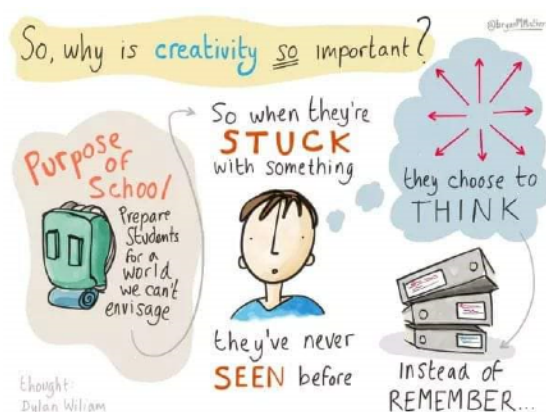 @bryanMMathers
So, why is creativity so important?
Purpose
of
School
Prepare
Students
for a
world
we can't
envisage
So when they're
STUCK
with something
they've never
SEEN before
they choose to
THINK
Instead of
REMEMBER...
thought:
Dylan Wiliam